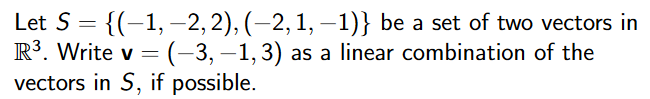 Let S = {(−1, −2, 2), (−2, 1, −1)} be a set of two vectors in
ℝ³. Write **v** = (−3, −1, 3) as a linear combination of the
vectors in S, if possible.